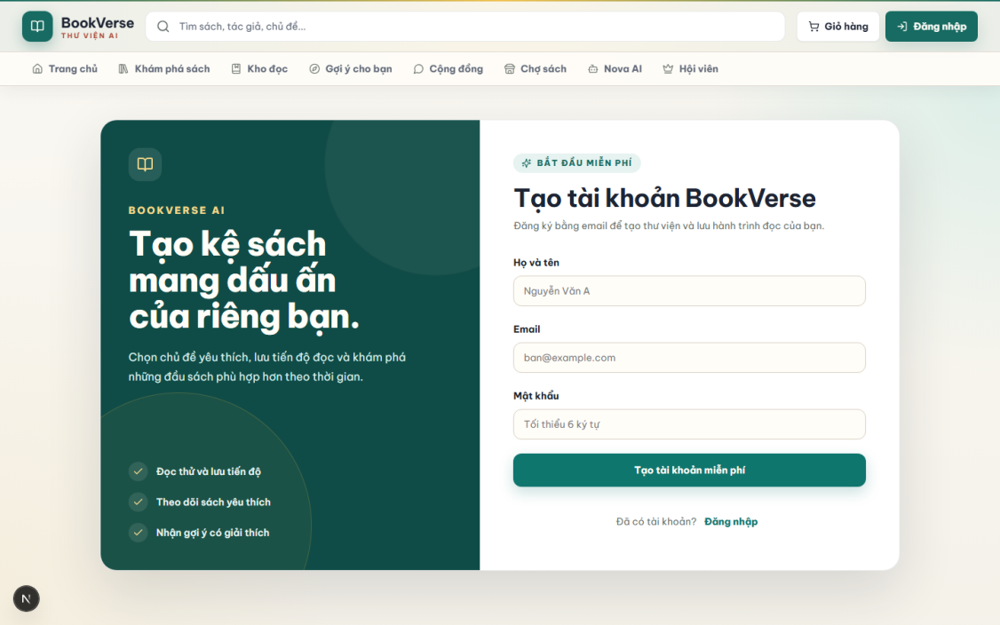 BookVerse
THƯ VIỆN AI
Tìm sách, tác giả, chủ đề...
Giỏ hàng
Đăng nhập
Trang chủ
Khám phá sách
Kho đọc
Gợi ý cho bạn
Cộng đồng
Chợ sách
Nova AI
Hội viên
BOOKVERSE AI
Tạo kệ sách
mang dấu ấn
của riêng bạn.
Chọn chủ đề yêu thích, lưu tiến độ đọc và khám phá
những đầu sách phù hợp hơn theo thời gian.
Đọc thử và lưu tiến độ
Theo dõi sách yêu thích
Nhận gợi ý có giải thích
BẮT ĐẦU MIỄN PHÍ
Tạo tài khoản BookVerse
Đăng ký bằng email để tạo thư viện và lưu hành trình đọc của bạn.
Họ và tên
Nguyễn Văn A
Email
ban@example.com
Mật khẩu
Tối thiểu 6 ký tự
Tạo tài khoản miễn phí
Đã có tài khoản? Đăng nhập
N